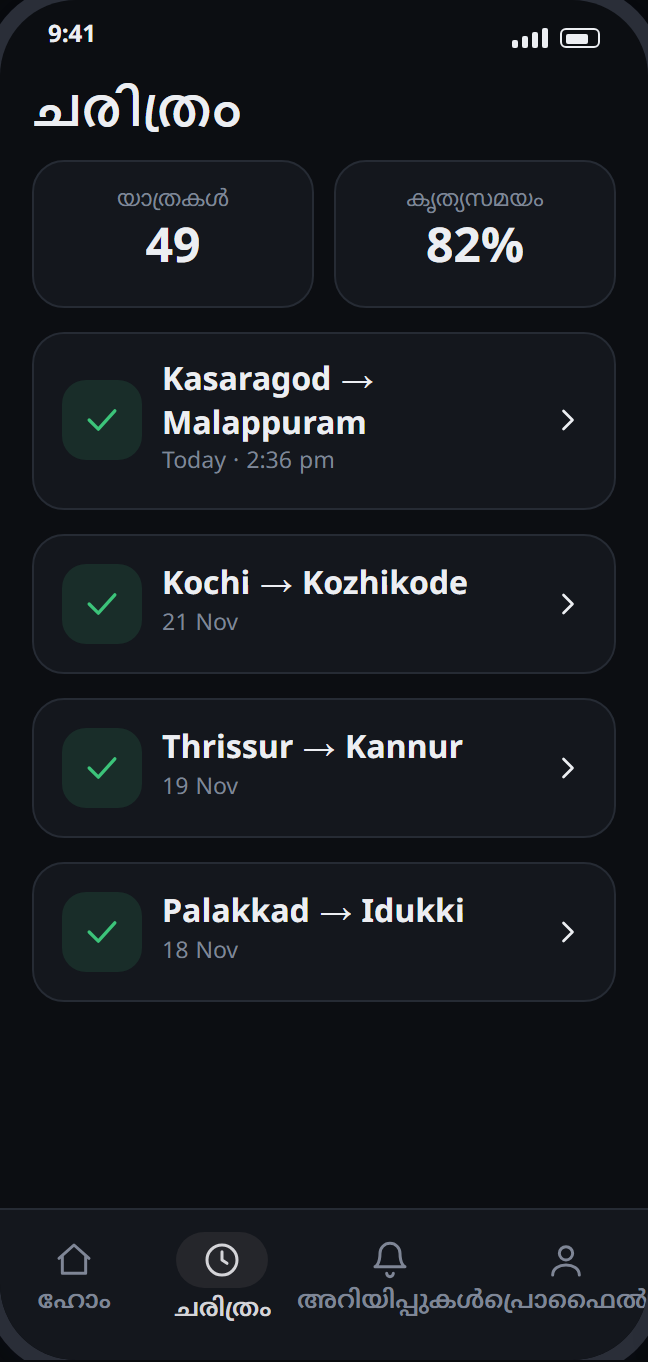 9:41
ചരിത്രം
യാത്രകൾ
49
കൃത്യസമയം
82%
Kasaragod →
Malappuram
Today · 2:36 pm
Kochi → Kozhikode
21 Nov
Thrissur → Kannur
19 Nov
Palakkad → Idukki
18 Nov
ഹോം
ചരിത്രം
അറിയിപ്പുകൾ
പ്രൊഫൈൽ